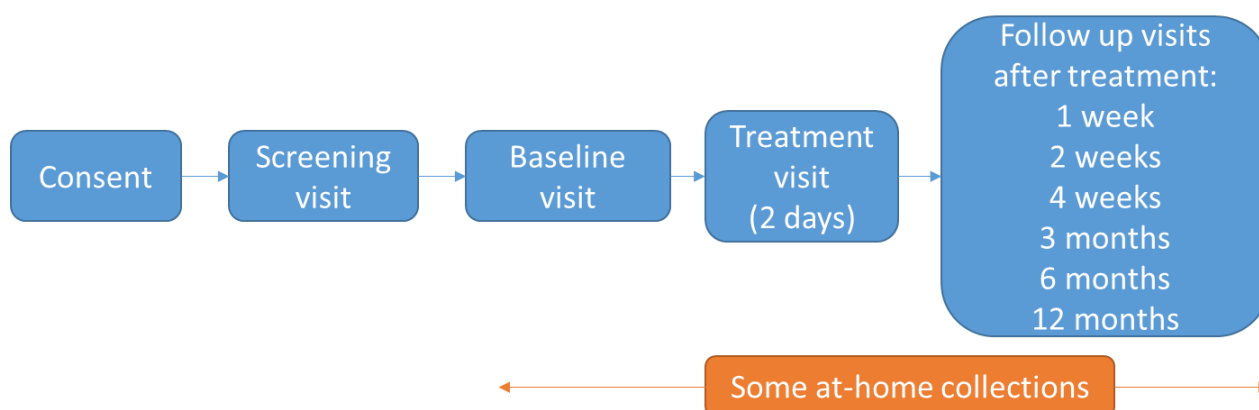 Consent
Screening
visit
Baseline
visit
Treatment
visit
(2 days)
Follow up visits
after treatment:
1 week
2 weeks
4 weeks
3 months
6 months
12 months
Some at-home collections